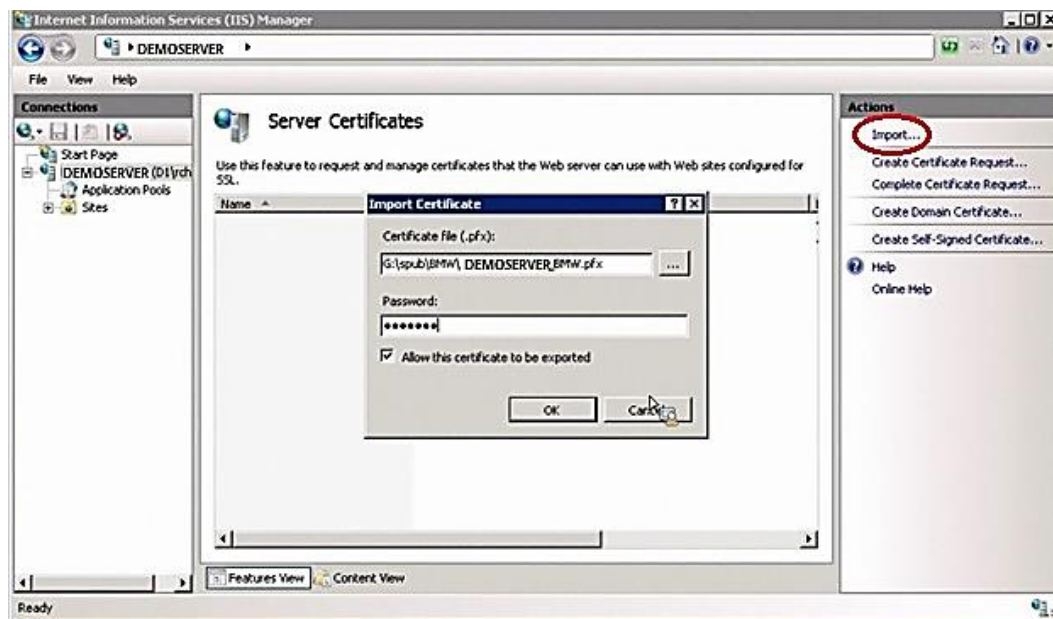 Internet Information Services (IIS) Manager
DEMOSERVER
File View Help
Connections
Start Page
DEMOSERVER (D1\rch
Application Pools
Sites
Server Certificates
Use this feature to request and manage certificates that the Web server can use with Web sites configured for
SSL.
Name
Import Certificate
Certificate file (.pfx):
G:\spub\BMW\ DEMOSERVER_BMW.pfx
...
Password:
Allow this certificate to be exported
OK
Cancel
Features View
Content View
Actions
Import...
Create Certificate Request...
Complete Certificate Request...
Create Domain Certificate...
Create Self-Signed Certificate...
Help
Online Help
Ready